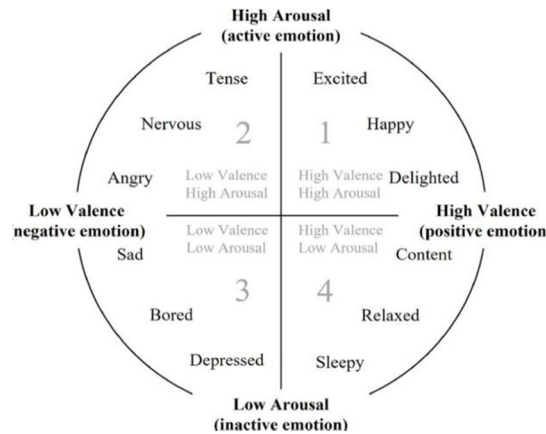 High Arousal
(active emotion)
Tense
Excited
Nervous
2
1
Happy
Angry
Low Valence
High Arousal
High Valence
High Arousal
Delighted
Low Valence
negative emotion)
High Valence
(positive emotion
Sad
Low Valence
Low Arousal
High Valence
Low Arousal
Content
3
4
Bored
Relaxed
Depressed
Sleepy
Low Arousal
(inactive emotion)